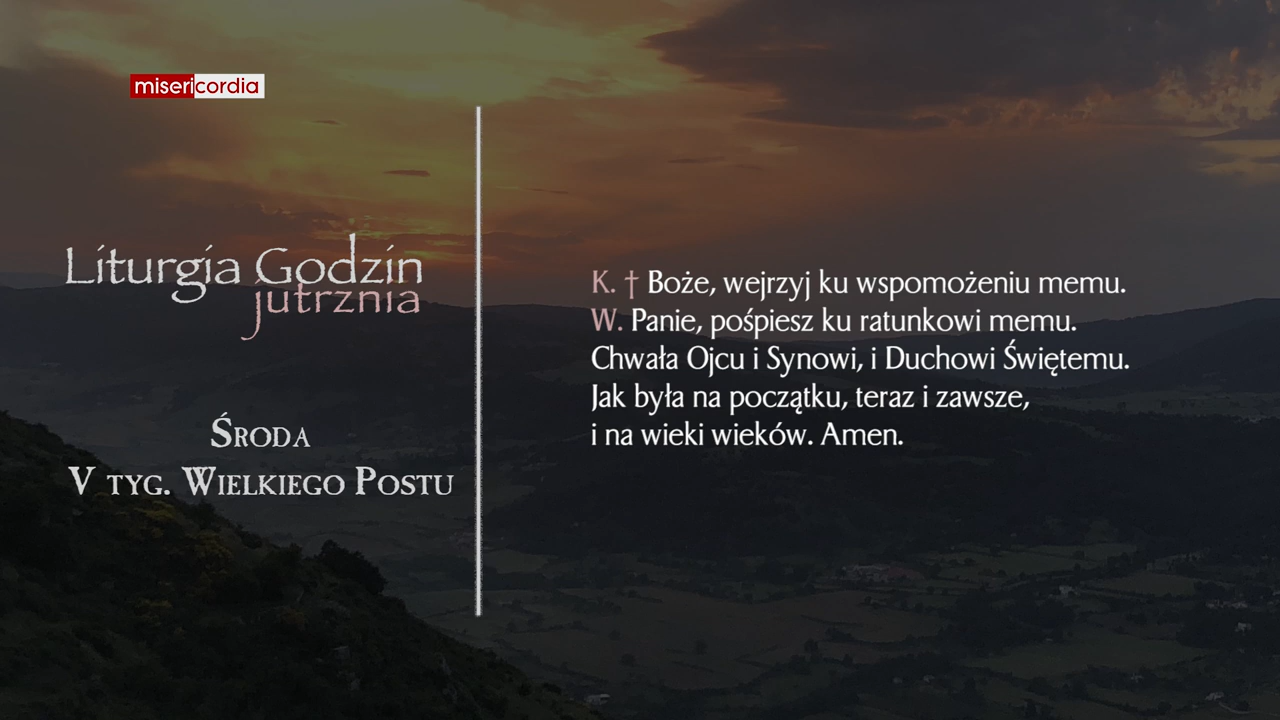 misericordia
Liturgia Godzin
jutrznia
Środa
V tyg. Wielkiego Postu
K. † Boże, wejrzyj ku wspomożeniu memu.
W. Panie, pośpiesz ku ratunkowi memu.
Chwała Ojcu i Synowi, i Duchowi Świętemu.
Jak była na początku, teraz i zawsze,
i na wieki wieków. Amen.